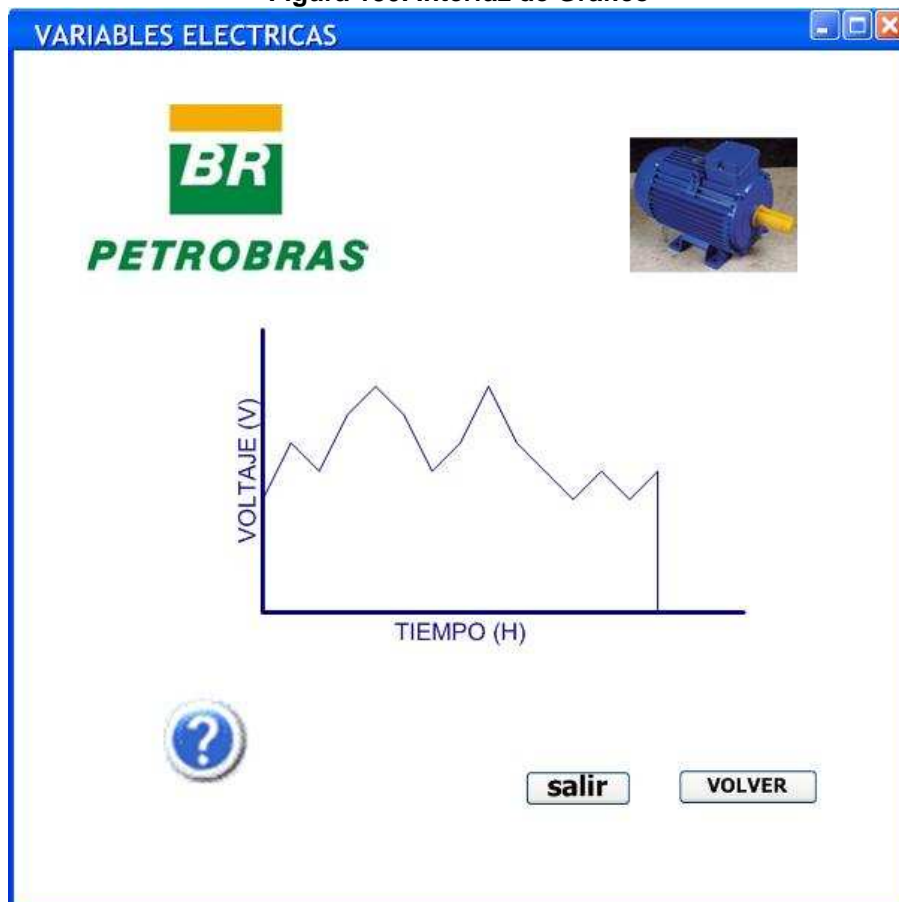 VARIABLES ELECTRICAS
BR
PETROBRAS
VOLTAJE (V)
TIEMPO (H)
?
salir
VOLVER